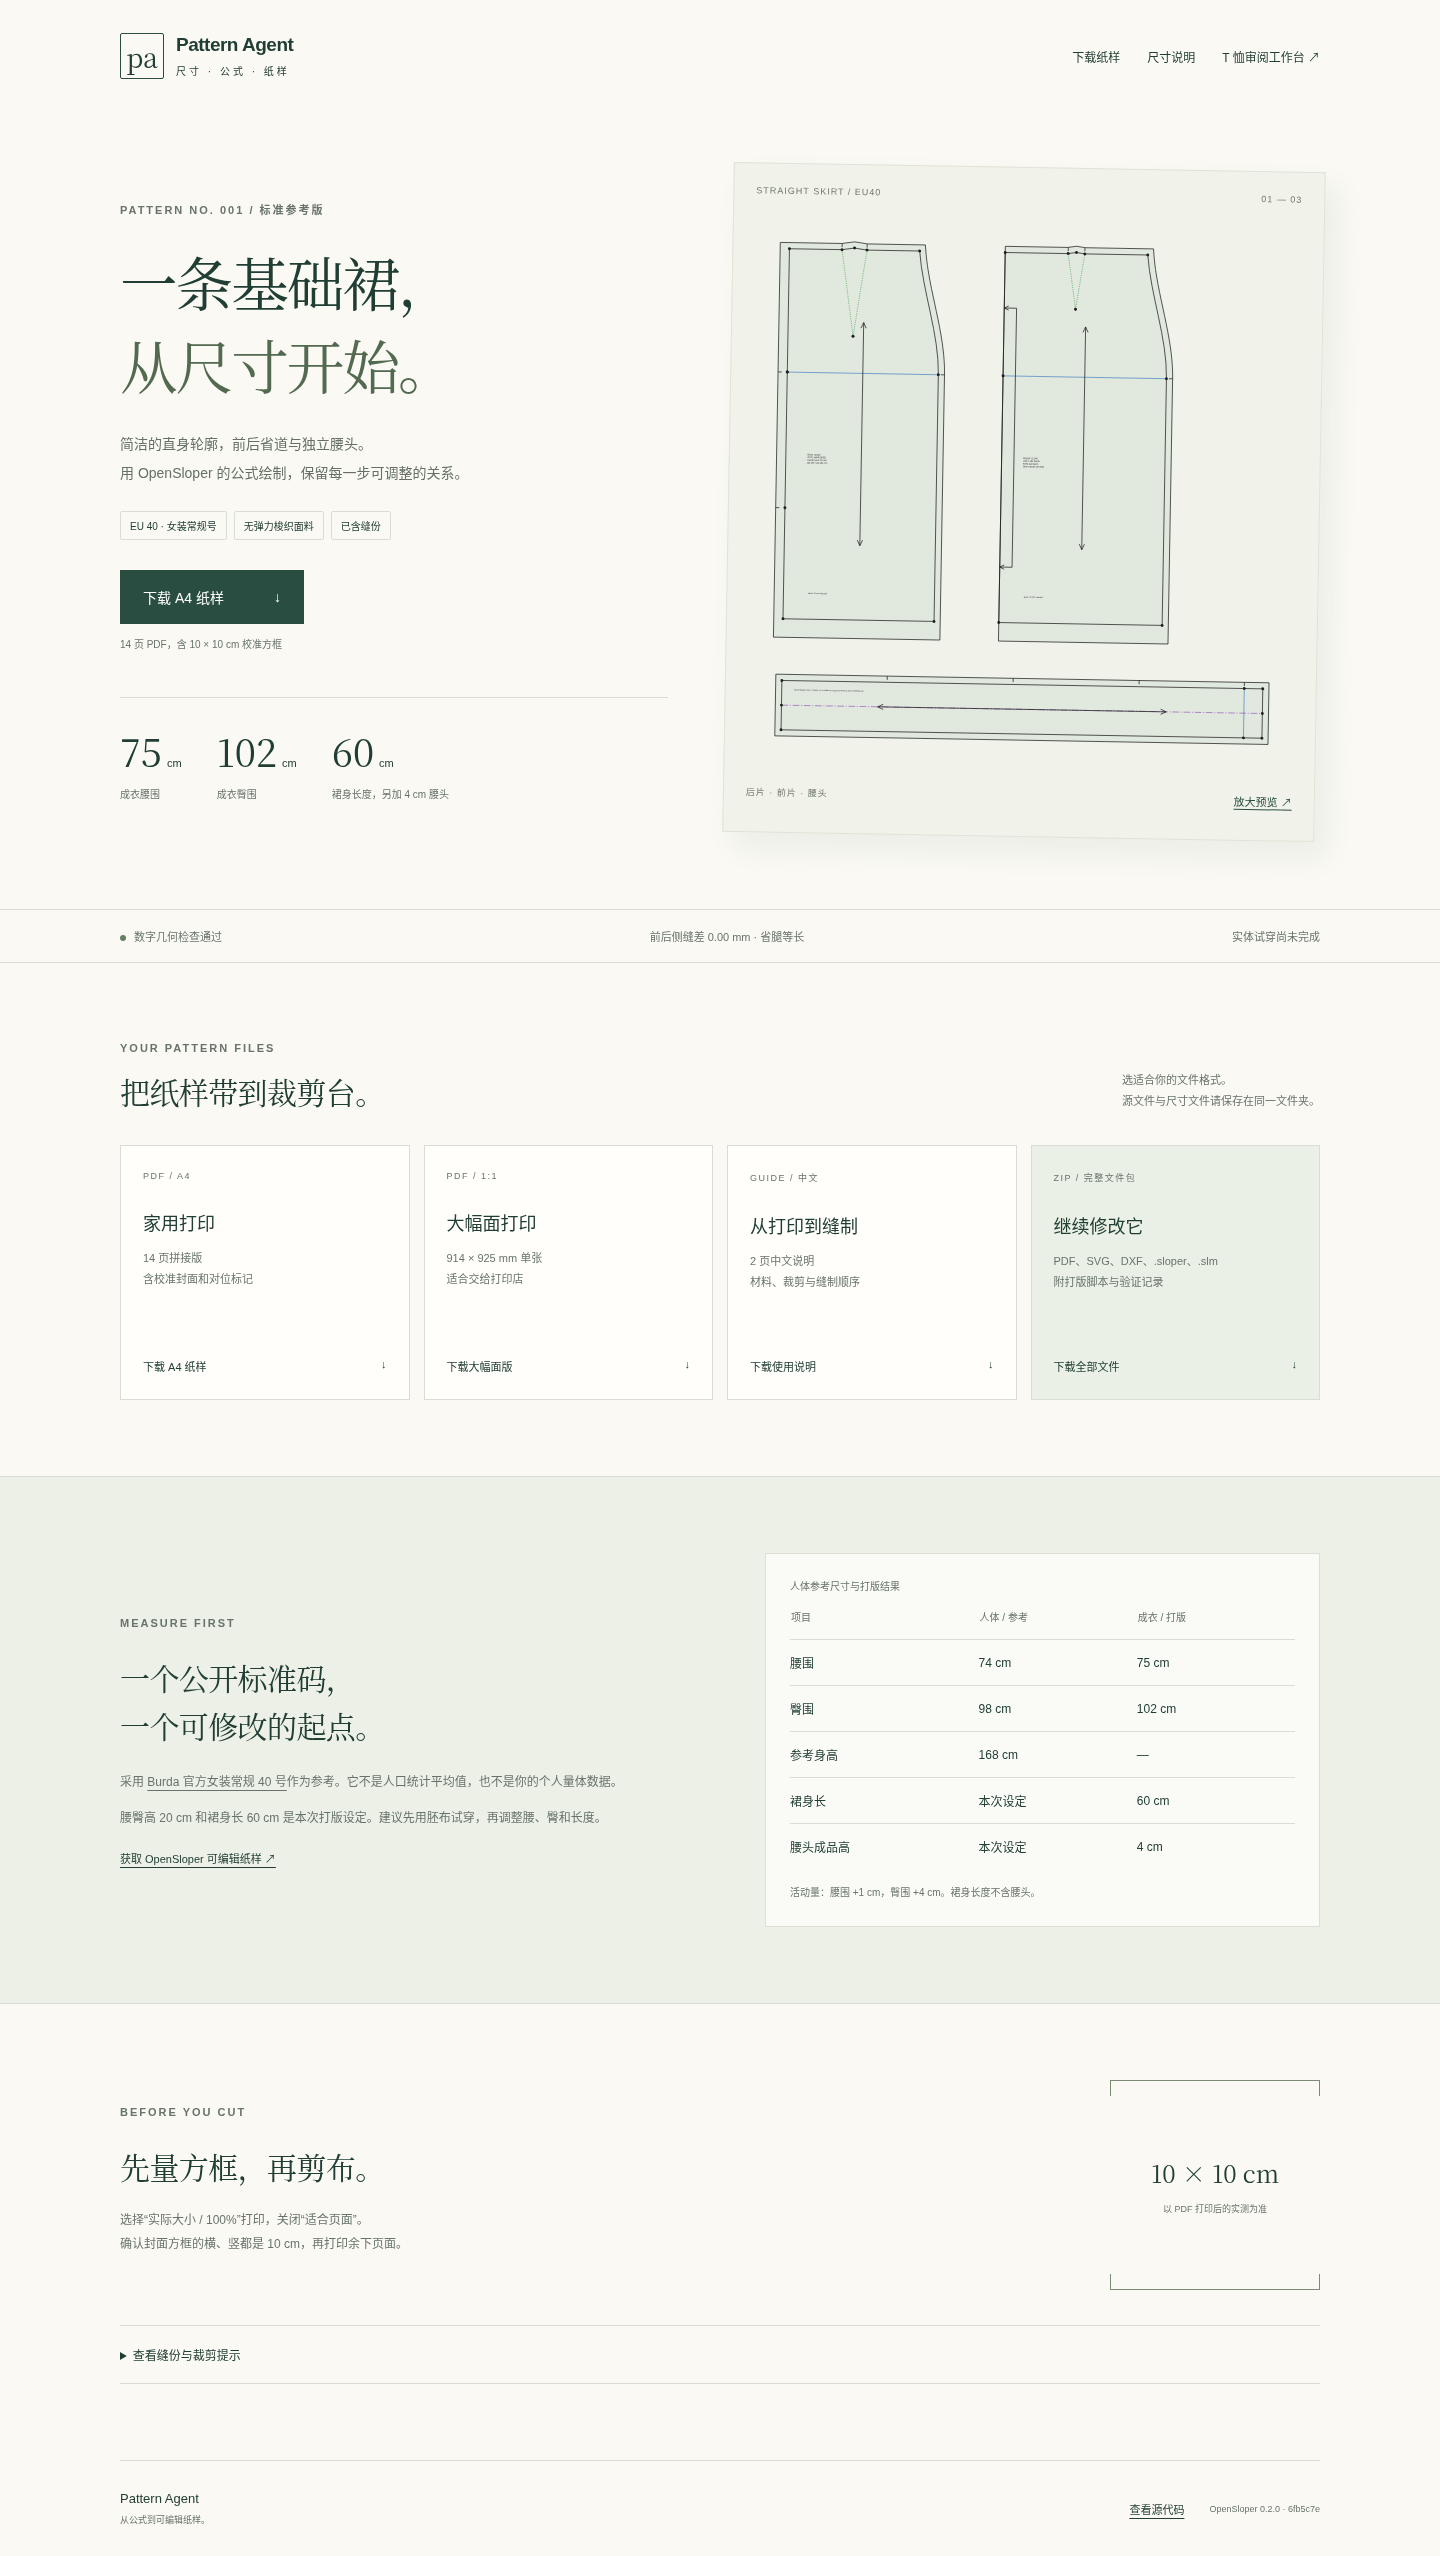 pa
Pattern Agent
尺寸 · 公式 · 纸样
下载纸样
尺寸说明
T 恤审阅工作台 ↗
PATTERN NO. 001 / 标准参考版
一条基础裙，
从尺寸开始。
简洁的直身轮廓，前后省道与独立腰头。
用 OpenSloper 的公式绘制，保留每一步可调整的关系。
EU 40 · 女装常规号
无弹力梭织面料
已含缝份
下载 A4 纸样 ↓
14 页 PDF，含 10 × 10 cm 校准方框
75 cm
成衣腰围
102 cm
成衣臀围
60 cm
裙身长度，另加 4 cm 腰头
STRAIGHT SKIRT / EU40
01 — 03
后片 · 前片 · 腰头
放大预览 ↗
数字几何检查通过
前后侧缝差 0.00 mm · 省腿等长
实体试穿尚未完成
YOUR PATTERN FILES
把纸样带到裁剪台。
选适合你的文件格式。
源文件与尺寸文件请保存在同一文件夹。
PDF / A4
家用打印
14 页拼接版
含校准封面和对位标记
下载 A4 纸样 ↓
PDF / 1:1
大幅面打印
914 × 925 mm 单张
适合交给打印店
下载大幅面版 ↓
GUIDE / 中文
从打印到缝制
2 页中文说明
材料、裁剪与缝制顺序
下载使用说明 ↓
ZIP / 完整文件包
继续修改它
PDF、SVG、DXF、.sloper、.slm
附打版脚本与验证记录
下载全部文件 ↓
MEASURE FIRST
一个公开标准码，
一个可修改的起点。
采用 Burda 官方女装常规 40 号作为参考。它不是人口统计平均值，也不是你的个人量体数据。
腰臀高 20 cm 和裙身长 60 cm 是本次打版设定。建议先用胚布试穿，再调整腰、臀和长度。
获取 OpenSloper 可编辑纸样 ↗
人体参考尺寸与打版结果
项目 人体 / 参考 成衣 / 打版
腰围 74 cm 75 cm
臀围 98 cm 102 cm
参考身高 168 cm —
裙身长 本次设定 60 cm
腰头成品高 本次设定 4 cm
活动量：腰围 +1 cm，臀围 +4 cm。裙身长度不含腰头。
BEFORE YOU CUT
先量方框，再剪布。
选择“实际大小 / 100%”打印，关闭“适合页面”。
确认封面方框的横、竖都是 10 cm，再打印余下页面。
10 × 10 cm
以 PDF 打印后的实测为准
▶ 查看缝份与裁剪提示
Pattern Agent
从公式到可编辑纸样。
查看源代码
OpenSloper 0.2.0 · 6fb5c7e